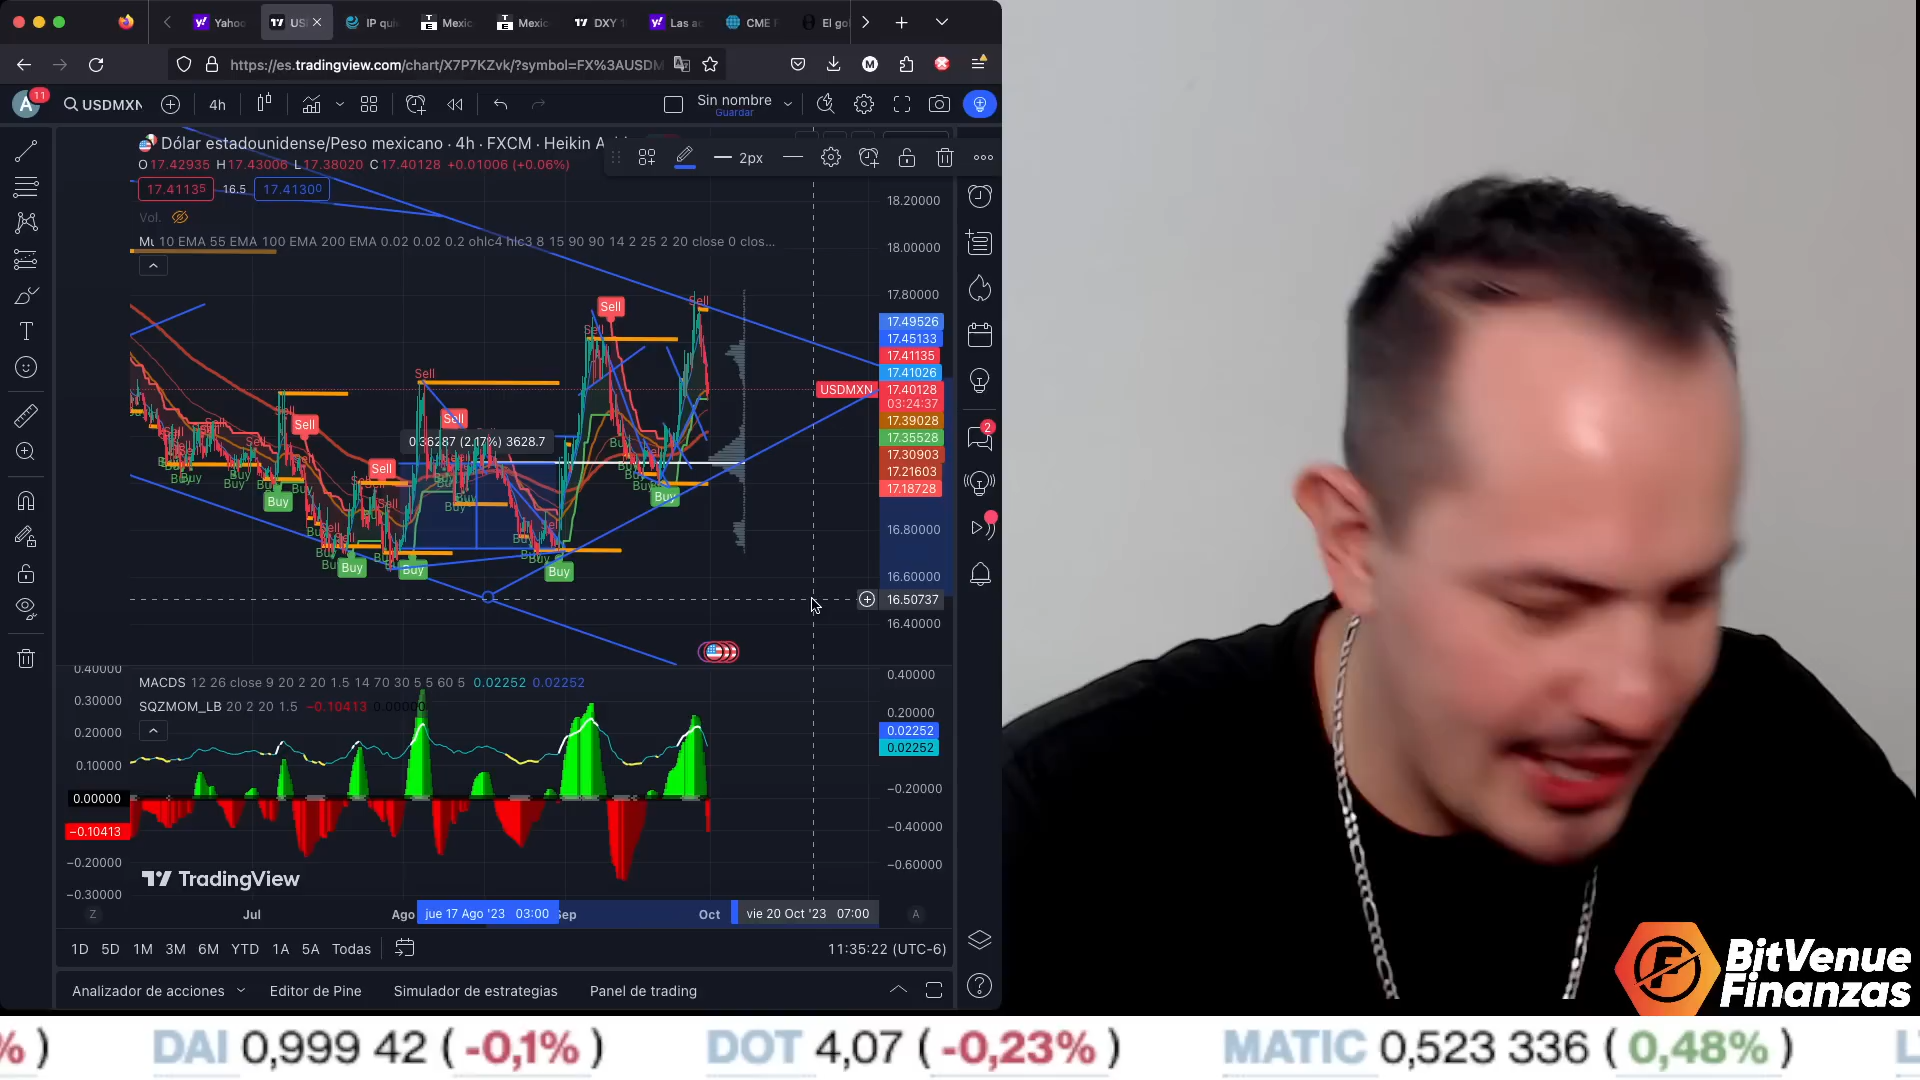 Yahoo
USI
IP qui
Mexic
Mexic
DXY 1
Las ac
CME F
El gol
https://es.tradingview.com/chart/X7P7KZvk/?symbol=FX%3AUSDM
A 11
USDMXN
4h
Sin nombre
Guardar
Dólar estadounidense/Peso mexicano · 4h · FXCM · Heikin A
2px
O17.42935 H17.43006 L17.38020 C17.40128 +0.01006 (+0.06%)
17.41135 16.5 17.41300
Vol.
10 EMA 55 EMA 100 EMA 200 EMA 0.02 0.02 0.2 ohlc4 hlc3 8 15 90 90 14 2 25 2 20 close 0 clos...
18.20000
18.00000
17.80000
17.49526
17.45133
17.41135
17.41026
USDMXN 17.40128
03:24:37
17.39028
17.35528
17.30903
17.21603
17.18728
16.80000
16.60000
16.50737
16.40000
Sell
Sell
Sell
Sell
Sell
Sell
Sell
0.36287 (2.17%) 3628.7
Buy
Buy
Buy
Buy
Buy
2
MACDS 12 26 close 9 20 2 20 1.5 14 70 30 5 5 60 5 0.02252 0.02252
SQZMOM_LB 20 2 20 1.5 −0.10413 0.00000
0.40000
0.30000
0.20000
0.10000
0.00000
−0.10413
−0.20000
−0.30000
0.40000
0.20000
0.02252
0.02252
−0.20000
−0.40000
−0.60000
TradingView
Z
Jul
Ago
jue 17 Ago '23 03:00
Sep
Oct
vie 20 Oct '23 07:00
A
1D 5D 1M 3M 6M YTD 1A 5A Todas
11:35:22 (UTC-6)
Analizador de acciones
Editor de Pine
Simulador de estrategias
Panel de trading
BitVenue
Finanzas
% ) DAI 0,999 42 ( -0,1% ) DOT 4,07 ( -0,23% ) MATIC 0,523 336 ( 0,48% ) L